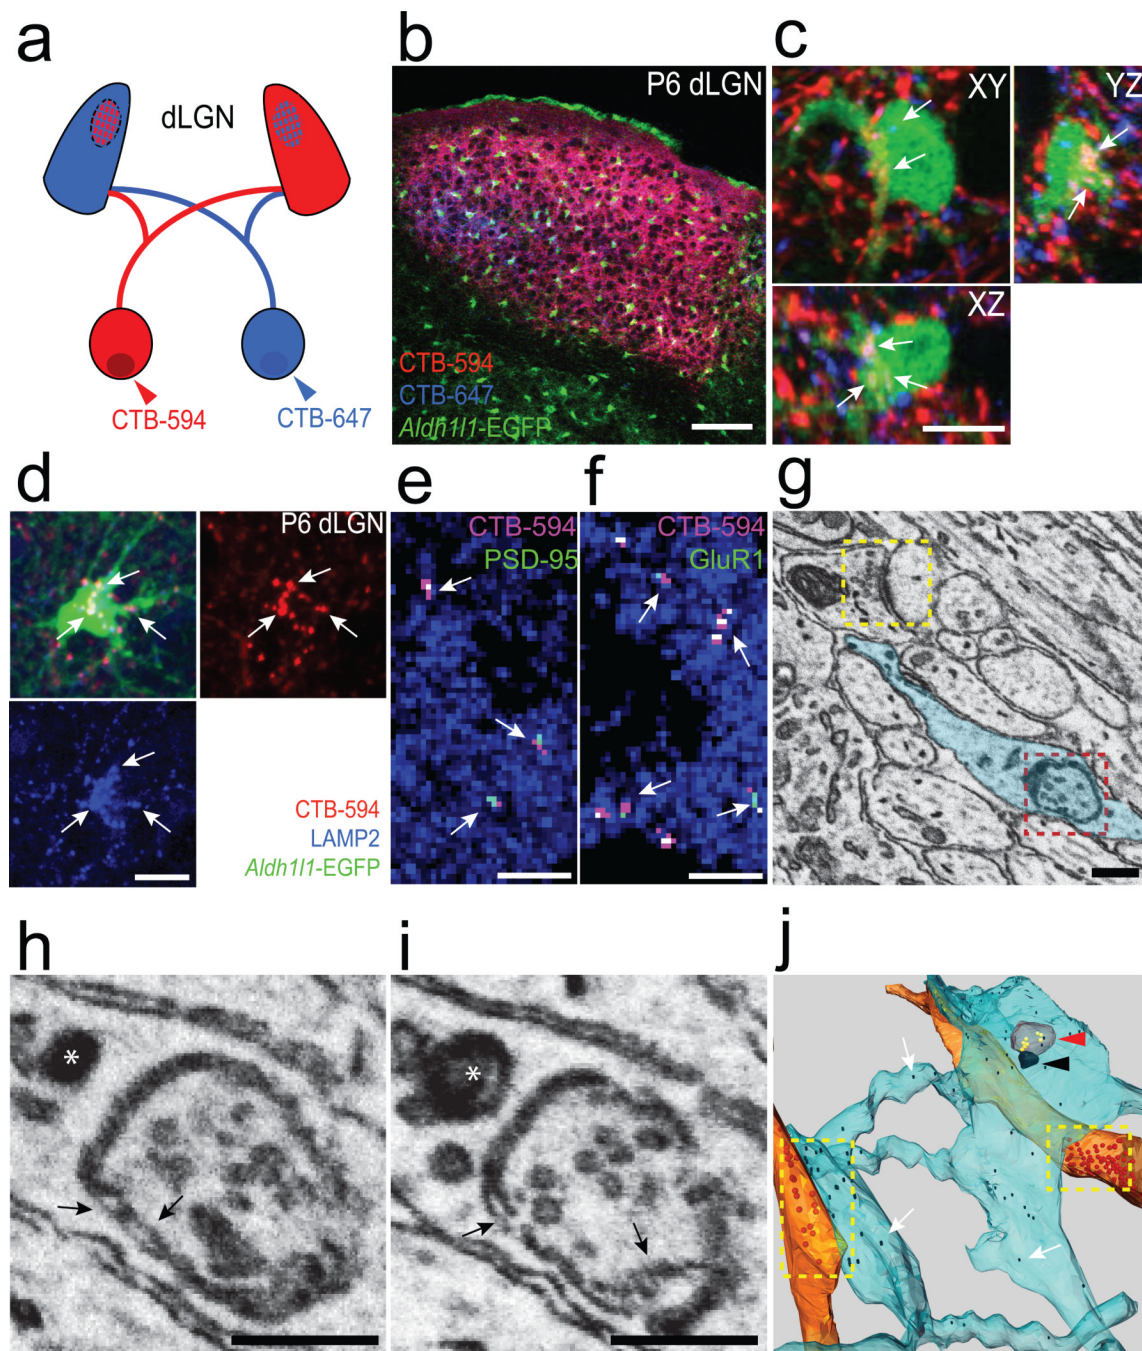 a
dLGN
CTB-594
CTB-647
b
P6 dLGN
CTB-594
CTB-647
Aldh1l1-EGFP
c
XY
YZ
XZ
d
P6 dLGN
CTB-594
LAMP2
Aldh1l1-EGFP
e
CTB-594
PSD-95
f
CTB-594
GluR1
g
h
*
i
*
j